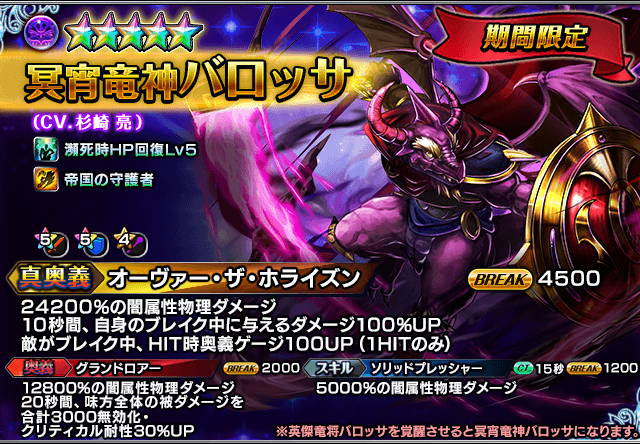 期間限定
冥宵竜神バロッサ
(CV.杉崎 亮)
瀕死時HP回復Lv5
帝国の守護者
5 5 4
真奥義 オーヴァー・ザ・ホライズン BREAK 4500
24200%の闇属性物理ダメージ
10秒間、自身のブレイク中に与えるダメージ100%UP
敵がブレイク中、HIT時奥義ゲージ100UP (1HITのみ)
奥義 グランドロアー BREAK 2000
12800%の闇属性物理ダメージ
20秒間、味方全体の被ダメージを
合計3000無効化・
クリティカル耐性30%UP
スキル ソリッドプレッシャー CT 15秒 BREAK 1200
5000%の闇属性物理ダメージ
※英傑竜将バロッサを覚醒させると冥宵竜神バロッサになります。